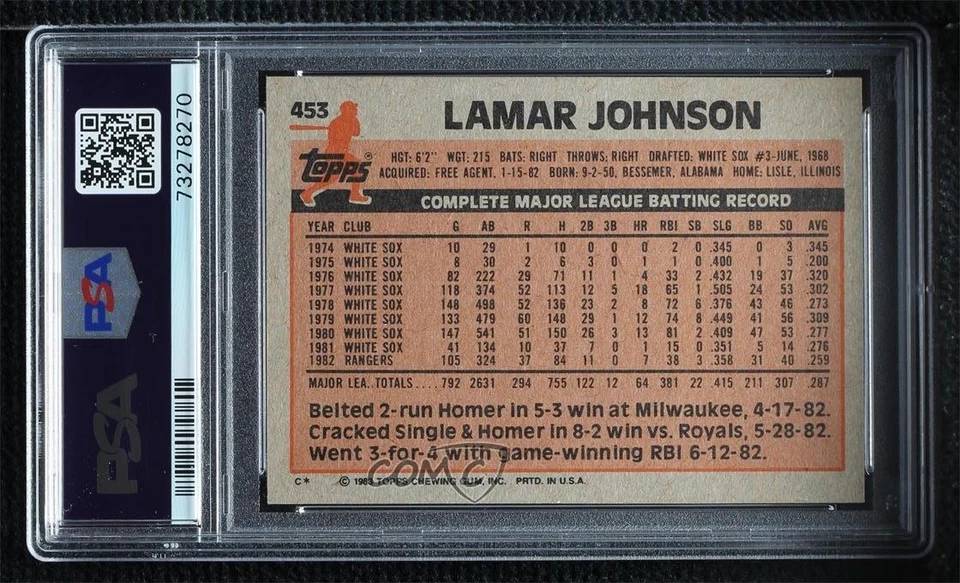 73278270
PSA
PSA
453
LAMAR JOHNSON
Topps®
HGT: 6'2" WGT: 215 BATS: RIGHT THROWS: RIGHT DRAFTED: WHITE SOX #3-JUNE, 1968
ACQUIRED: FREE AGENT, 1-15-82 BORN: 9-2-50, BESSEMER, ALABAMA HOME: LISLE, ILLINOIS
COMPLETE MAJOR LEAGUE BATTING RECORD
YEAR CLUB G AB R H 2B 3B HR RBI SB SLG BB SO AVG
1974 WHITE SOX 10 29 1 10 0 0 0 2 0 .345 0 3 .345
1975 WHITE SOX 8 30 2 6 3 0 1 1 0 .400 1 5 .200
1976 WHITE SOX 82 222 29 71 11 1 4 33 2 .432 19 37 .320
1977 WHITE SOX 118 374 52 113 12 5 18 65 1 .505 24 53 .302
1978 WHITE SOX 148 498 52 136 23 2 8 72 6 .376 43 46 .273
1979 WHITE SOX 133 479 60 148 29 1 12 74 8 .449 41 56 .309
1980 WHITE SOX 147 541 51 150 26 3 13 81 2 .409 47 53 .277
1981 WHITE SOX 41 134 10 37 7 0 1 15 0 .351 5 14 .276
1982 RANGERS 105 324 37 84 11 0 7 38 3 .358 31 40 .259
MAJOR LEA. TOTALS.... 792 2631 294 755 122 12 64 381 22 .415 211 307 .287
Belted 2-run Homer in 5-3 win at Milwaukee, 4-17-82.
Cracked Single & Homer in 8-2 win vs. Royals, 5-28-82.
Went 3-for-4 with game-winning RBI 6-12-82.
COMC
C* © 1983 TOPPS CHEWING GUM, INC. PRTD. IN U.S.A.